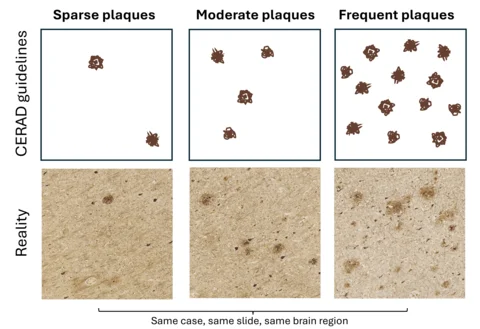 Sparse plaques
Moderate plaques
Frequent plaques
CERAD guidelines
Reality
Same case, same slide, same brain region